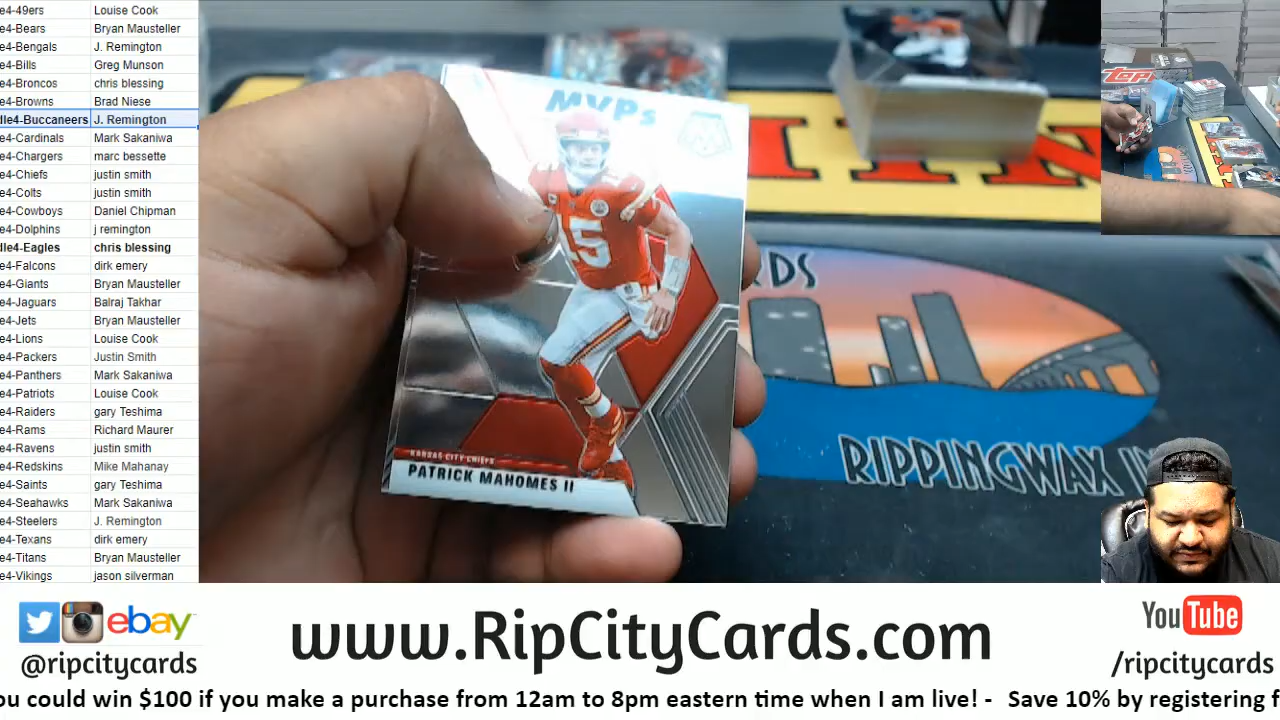 e4-49ers Louise Cook
e4-Bears Bryan Mausteller
e4-Bengals J. Remington
e4-Bills Greg Munson
e4-Broncos chris blessing
e4-Browns Brad Niese
dle4-Buccaneers J. Remington
e4-Cardinals Mark Sakaniwa
e4-Chargers marc bessette
e4-Chiefs justin smith
e4-Colts justin smith
e4-Cowboys Daniel Chipman
e4-Dolphins j remington
dle4-Eagles chris blessing
e4-Falcons dirk emery
e4-Giants Bryan Mausteller
e4-Jaguars Balraj Takhar
e4-Jets Bryan Mausteller
e4-Lions Louise Cook
e4-Packers Justin Smith
e4-Panthers Mark Sakaniwa
e4-Patriots Louise Cook
e4-Raiders gary Teshima
e4-Rams Richard Maurer
e4-Ravens justin smith
e4-Redskins Mike Mahanay
e4-Saints gary Teshima
e4-Seahawks Mark Sakaniwa
e4-Steelers J. Remington
e4-Texans dirk emery
e4-Titans Bryan Mausteller
e4-Vikings jason silverman
MVPs
15
KANSAS CITY CHIEFS
PATRICK MAHOMES II
RDS
RIPPINGWAX
TOPP
ebay
@ripcitycards
www.RipCityCards.com
YouTube
/ripcitycards
ou could win $100 if you make a purchase from 12am to 8pm eastern time when I am live! - Save 10% by registering f